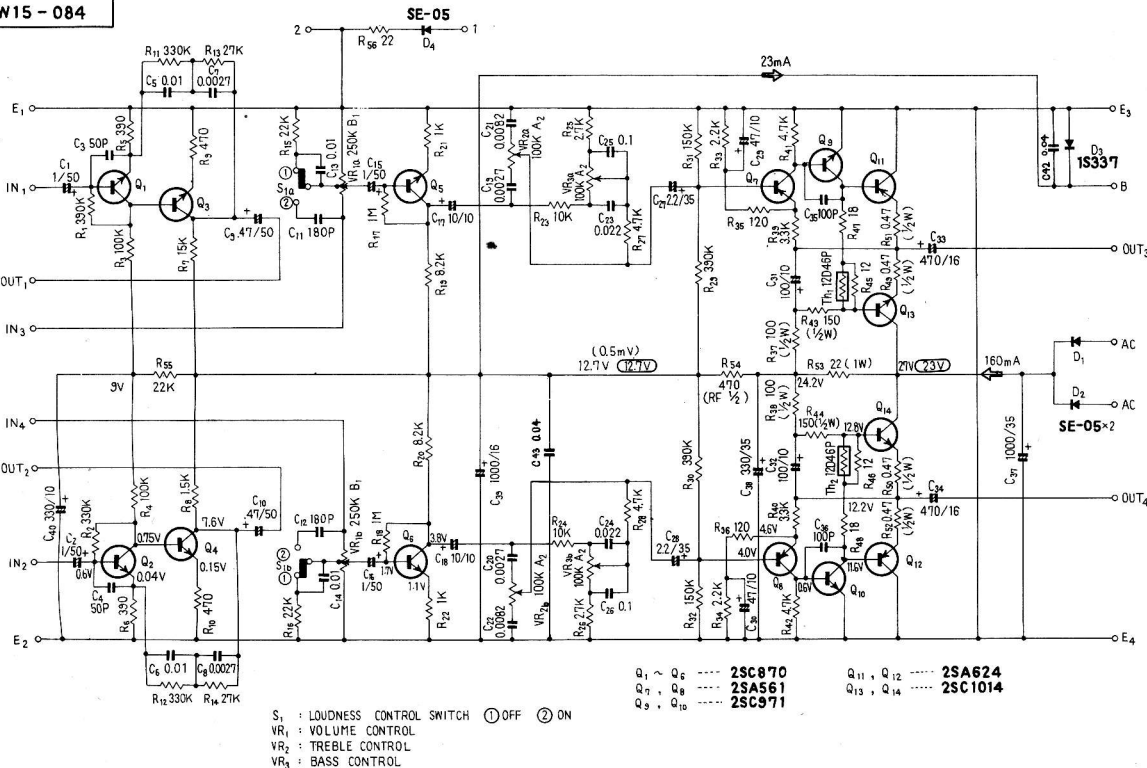 W15-084
SE-05
2
R56 22
D4
1
R11 330K
R13 27K
C5 0.01
C7 0.0027
23mA
E1
E3
C3 50P
R5 390
R9 470
R15 22K
C13 0.01
VR1a 250K B1
R21 1K
C21 0.0082
VR2a 100K A2
R25 2.7K
C25 0.1
R31 150K
R33 2.2K
C29 47/10
R41 4.7K
Q9
Q11
C42 0.04
D3
1S337
IN1
C1 1/50
Q1
Q3
S1a
①
②
C15 1/50
Q5
C19 0.0027
VR3a 100K A2
Q7
C35 100P
B
R1 390K
R3 100K
R7 15K
C9 .47/50
C11 180P
R17 1M
C17 10/10
R23 10K
C23 0.022
R27 4.7K
C27 2.2/35
R35 120
R39 3.3K
R47 18
R51 0.47 (½W)
C33 470/16
OUT3
OUT1
R19 8.2K
R29 390K
C31 100/10
Th1 12D46P
R45 12
R49 0.47 (½W)
IN3
R43 150 (½W)
Q13
R37 100 (½W)
D1
AC
R55 22K
9V
(0.5mV)
12.7V
12.7V
R54 470 (RF ½)
R53 22 (1W)
24.2V
27V
23V
160mA
D2
AC
SE-05×2
IN4
R38 100 (½W)
R44 150(½W)
12.8V
Q14
OUT2
R20 8.2K
C39 1000/16
C43 0.04
R30 390K
C38 330/35
C32 100/10
Th2 12D46P
R46 12
R50 0.47 (½W)
C34 470/16
C37 1000/35
OUT4
C40 330/10
R2 330K
R4 100K
R8 1.5K
C10 .47/50
C12 180P
VR1b 250K B1
R18 1M
R28 4.7K
R40 3.3K
12.2V
R52 0.47 (½W)
C2 1/50
0.75V
7.6V
②
S1b
①
Q6
3.8V
C18 10/10
R24 10K
C24 0.022
C28 2.2/35
R36 120
4.6V
C36 100P
R48 18
IN2
0.6V
Q2
0.04V
Q4
0.15V
C14 0.01
C16 1/50
1.7V
1.1V
C20 0.0027
100K A2
VR3b 100K A2
4.0V
Q8
0.6V
Q10
11.6V
Q12
C4 50P
R6 390
R10 470
R16 22K
R22 1K
C22 0.0082
VR2b
R26 2.7K
C26 0.1
R32 150K
R34 2.2K
C30 47/10
R42 4.7K
E2
E4
C6 0.01
C8 0.0027
R12 330K
R14 27K
Q1 ~ Q6 ---- 2SC870
Q7 , Q8 ---- 2SA561
Q9 , Q10 ---- 2SC971
Q11 , Q12 ---- 2SA624
Q13 , Q14 ---- 2SC1014
S1 : LOUDNESS CONTROL SWITCH ① OFF ② ON
VR1 : VOLUME CONTROL
VR2 : TREBLE CONTROL
VR3 : BASS CONTROL